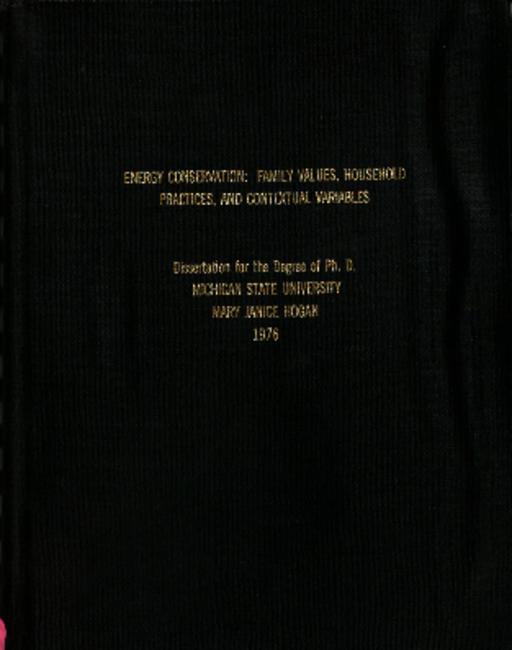 ENERGY CONSERVATION: FAMILY VALUES, HOUSEHOLD
PRACTICES, AND CONTEXTUAL VARIABLES
Dissertation for the Degree of Ph. D.
MICHIGAN STATE UNIVERSITY
MARY JANICE HOGAN
1976